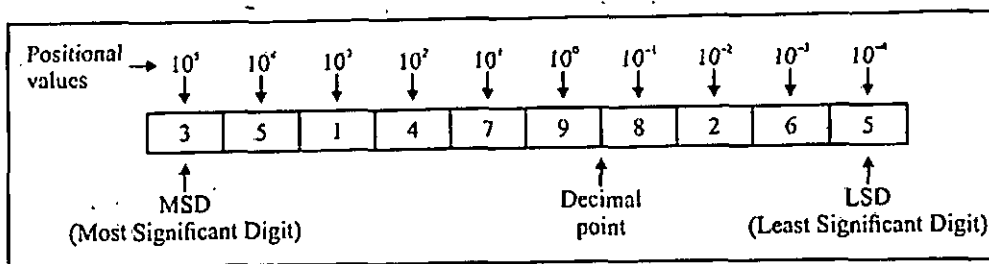 Positional
values → 10⁵ 10⁴ 10³ 10² 10¹ 10⁰ 10⁻¹ 10⁻² 10⁻³ 10⁻⁴
3 5 1 4 7 9 8 2 6 5
MSD Decimal LSD
(Most Significant Digit) point (Least Significant Digit)